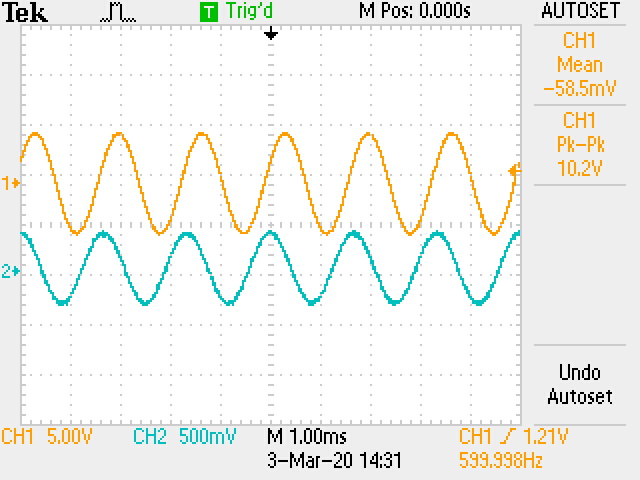 Tek T Trig'd M Pos: 0.000s AUTOSET
CH1
Mean
-58.5mV
CH1
Pk-Pk
10.2V
1
2
Undo
Autoset
CH1 5.00V CH2 500mV M 1.00ms CH1 1.21V
3-Mar-20 14:31 599.998Hz